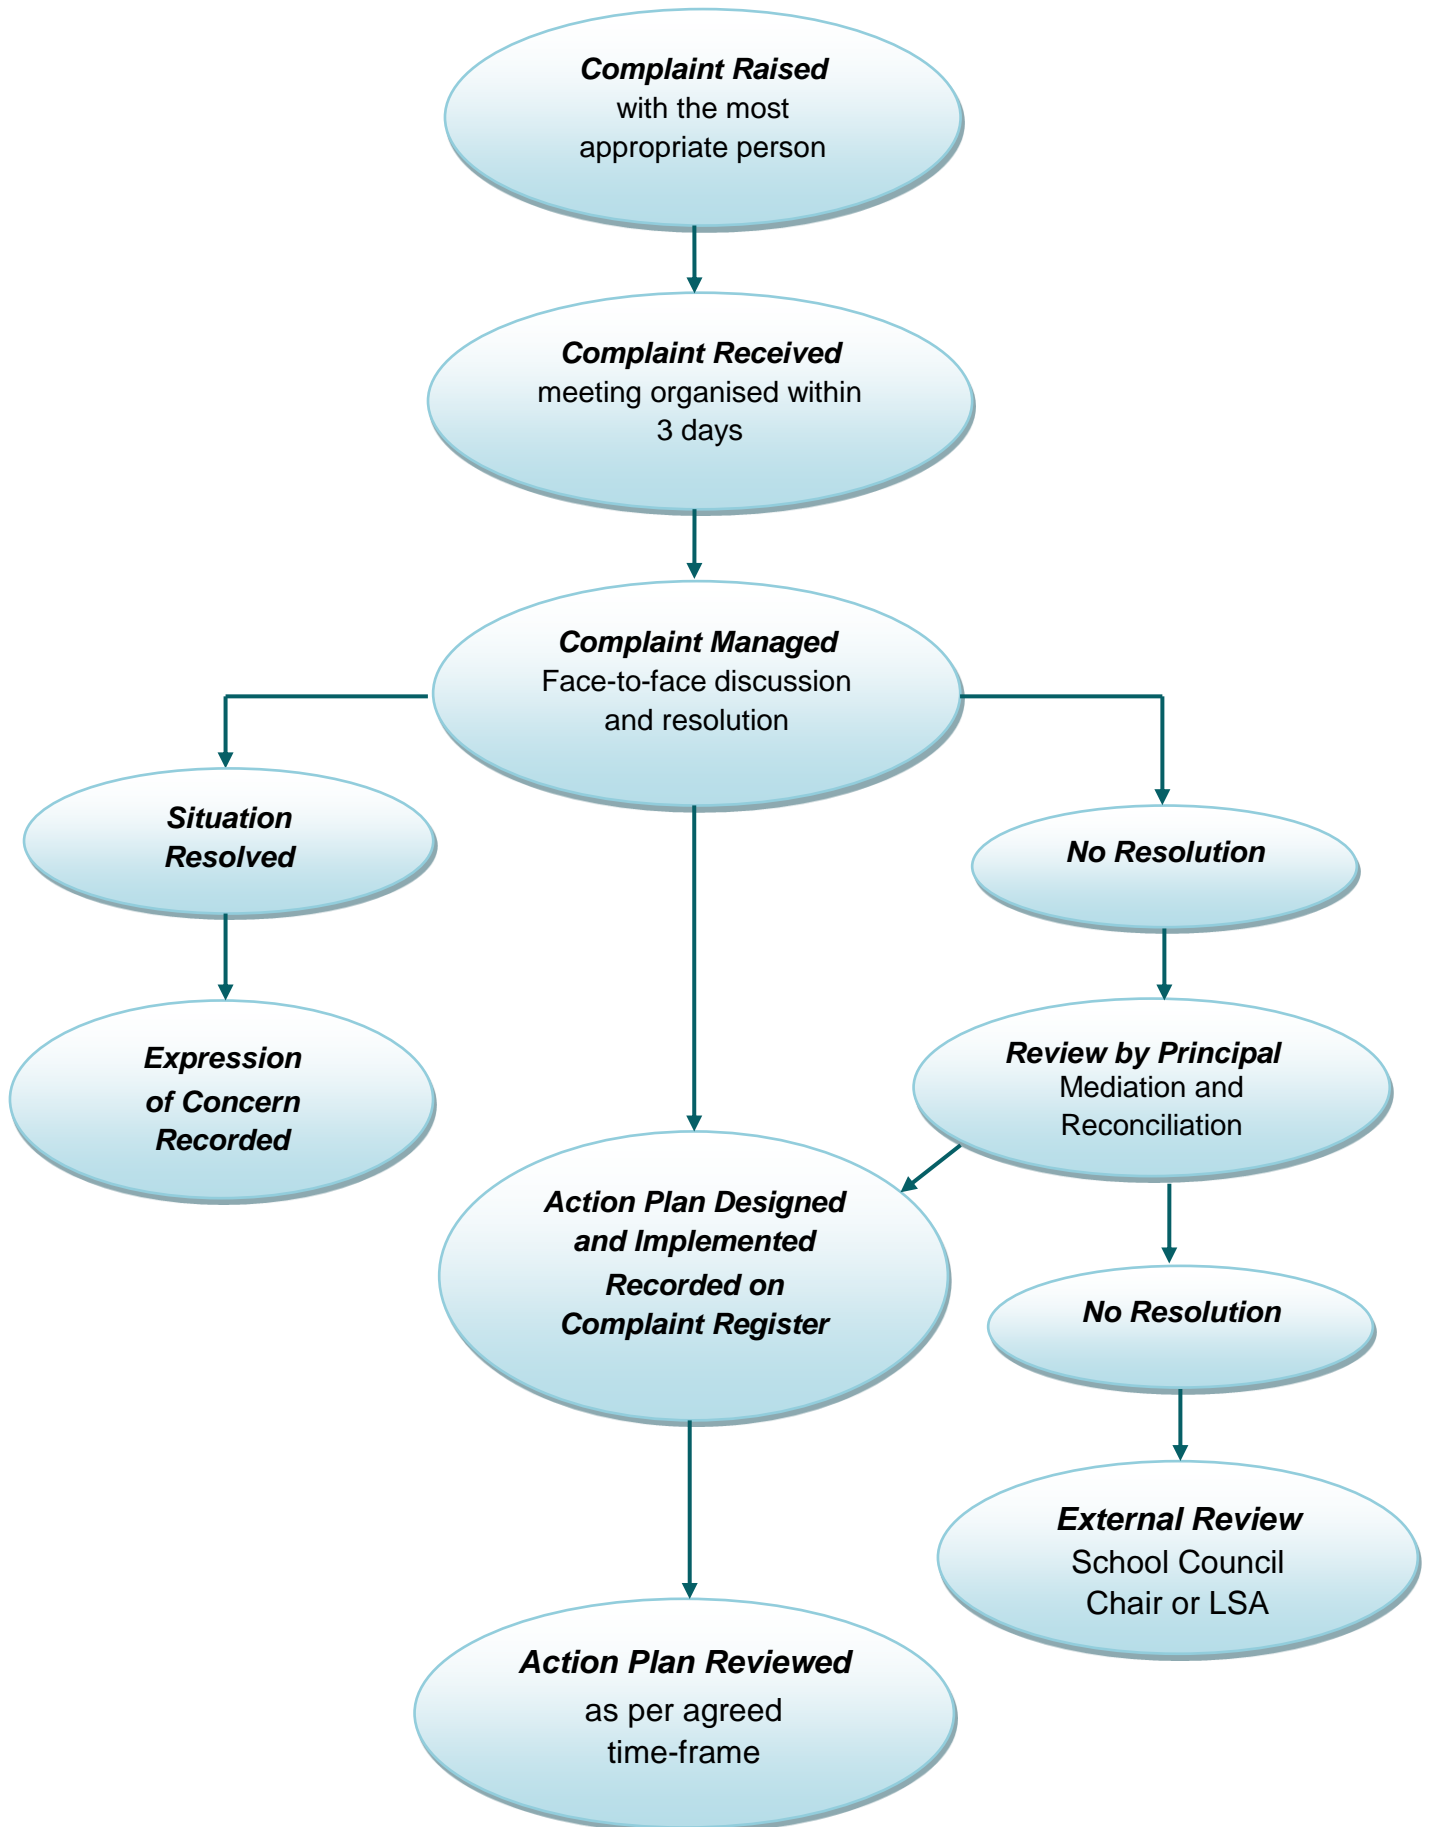 Complaint Raised
with the most
appropriate person
Complaint Received
meeting organised within
3 days
Complaint Managed
Face-to-face discussion
and resolution
Situation
Resolved
Expression
of Concern
Recorded
No Resolution
Review by Principal
Mediation and
Reconciliation
Action Plan Designed
and Implemented
Recorded on
Complaint Register
No Resolution
External Review
School Council
Chair or LSA
Action Plan Reviewed
as per agreed
time-frame